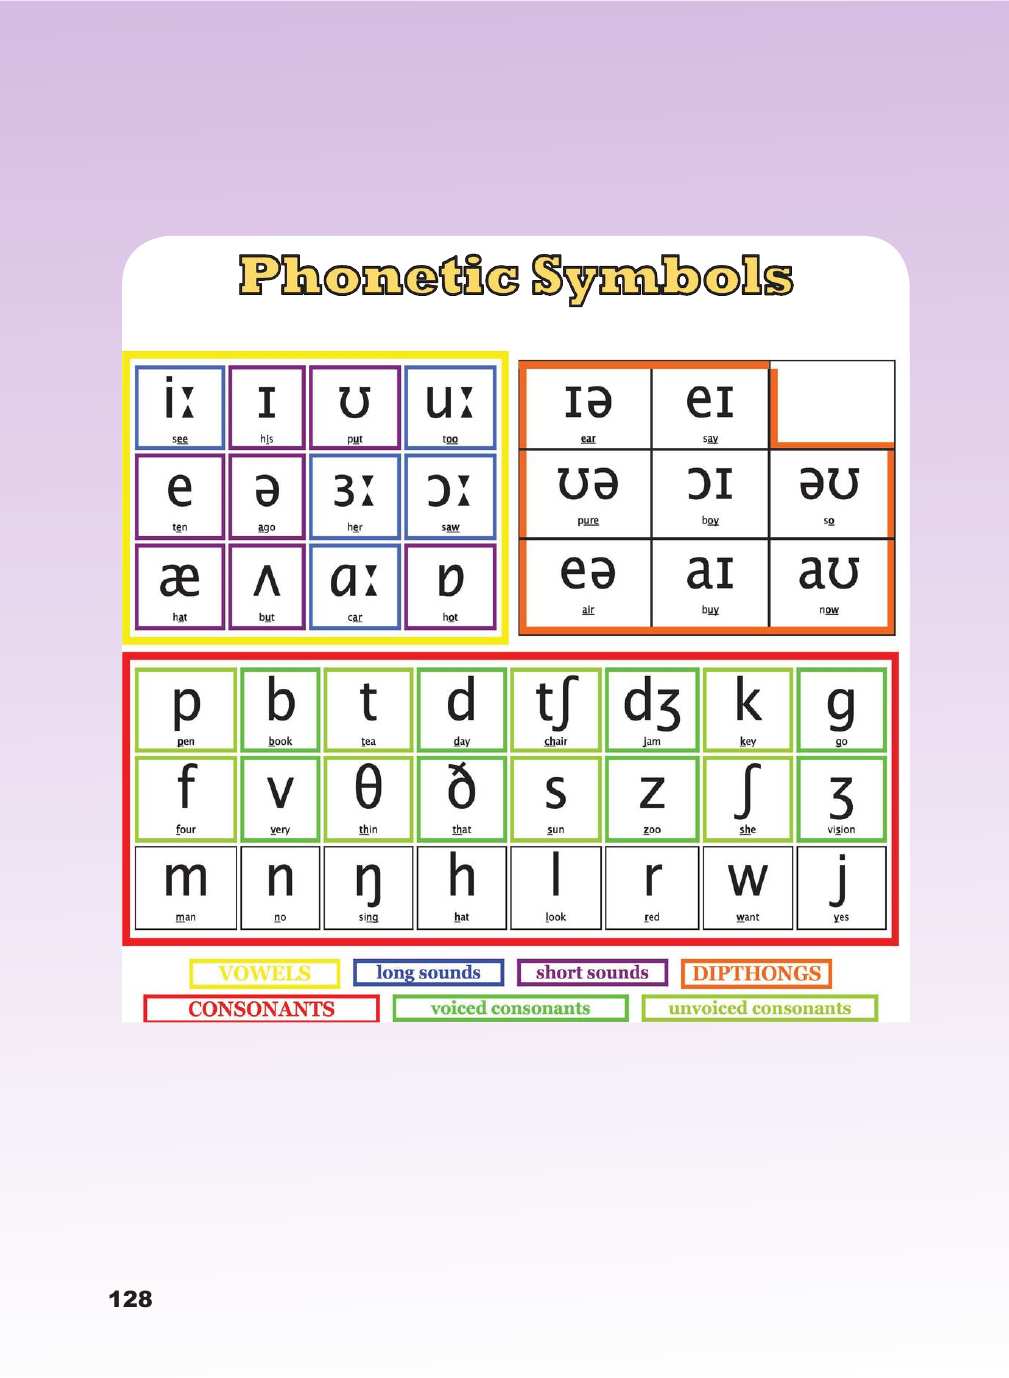 Phonetic Symbols
iː ɪ ʊ uː
see his put too
e ə ɜː ɔː
ten ago her saw
æ ʌ ɑː ɒ
hat but car hot
ɪə eɪ
ear say
ʊə ɔɪ əʊ
pure boy so
eə aɪ aʊ
air buy now
p b t d tʃ dʒ k g
pen book tea day chair jam key go
f v θ ð s z ʃ ʒ
four very thin that sun zoo she vision
m n ŋ h l r w j
man no sing hat look red want yes
VOWELS long sounds short sounds DIPTHONGS
CONSONANTS voiced consonants unvoiced consonants
128